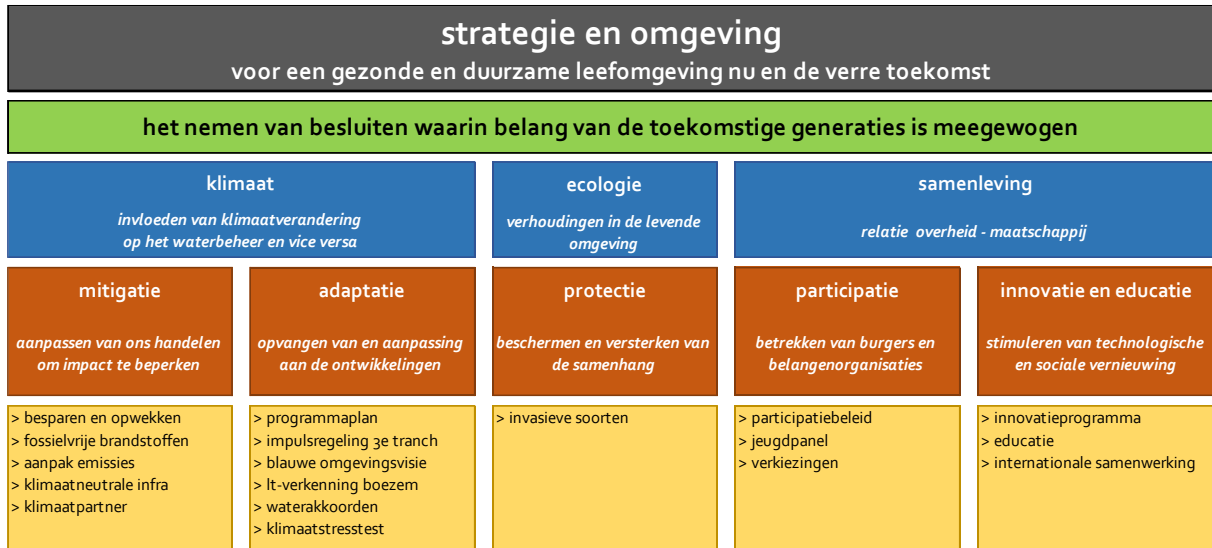 strategie en omgeving
voor een gezonde en duurzame leefomgeving nu en de verre toekomst
het nemen van besluiten waarin belang van de toekomstige generaties is meegewogen
klimaat
invloeden van klimaatverandering
op het waterbeheer en vice versa
ecologie
verhoudingen in de levende
omgeving
samenleving
relatie overheid - maatschappij
mitigatie
aanpassen van ons handelen
om impact te beperken
adaptatie
opvangen van en aanpassing
aan de ontwikkelingen
protectie
beschermen en versterken van
de samenhang
participatie
betrekken van burgers en
belangenorganisaties
innovatie en educatie
stimuleren van technologische
en sociale vernieuwing
> besparen en opwekken
> fossielvrije brandstoffen
> aanpak emissies
> klimaatneutrale infra
> klimaatpartner
> programmaplan
> impulsregeling 3e tranch
> blauwe omgevingsvisie
> lt-verkenning boezem
> waterakkoorden
> klimaatstresstest
> invasieve soorten
> participatiebeleid
> jeugdpanel
> verkiezingen
> innovatieprogramma
> educatie
> internationale samenwerking